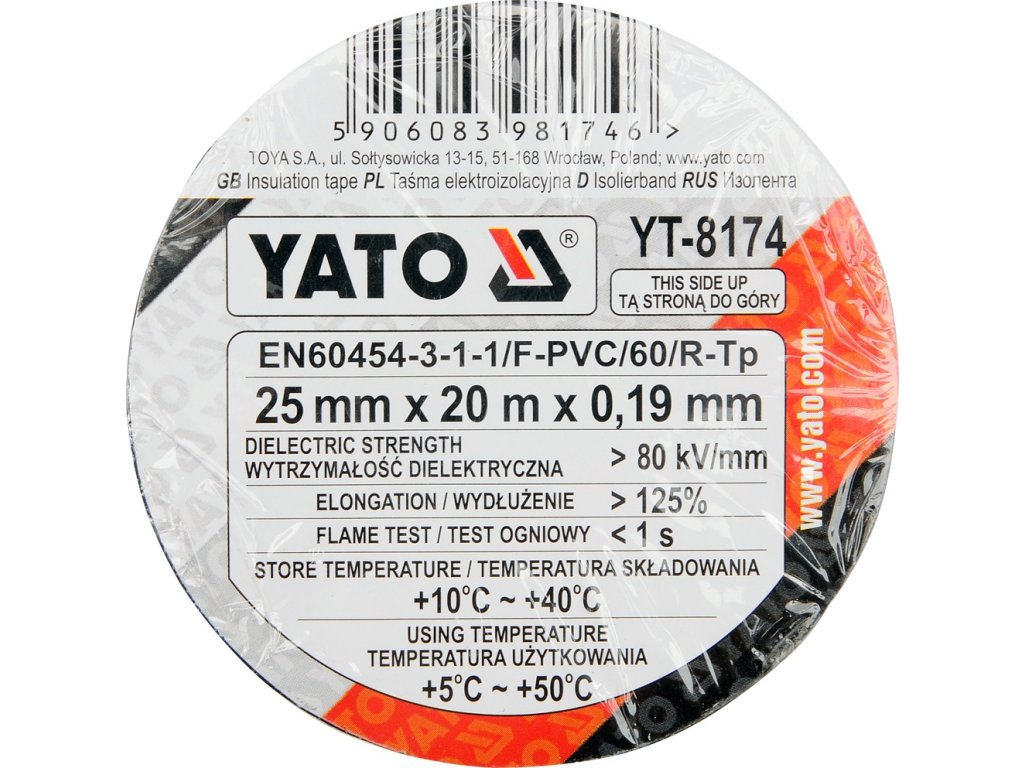 5 906083 981746 >
TOYA S.A., ul. Sołtysowicka 13-15, 51-168 Wrocław, Poland; www.yato.com
GB Insulation tape PL Taśma elektroizolacyjna D Isolierband RUS Изолента
YATO ®
YT-8174
THIS SIDE UP
TĄ STRONĄ DO GÓRY
EN60454-3-1-1/F-PVC/60/R-Tp
25 mm x 20 m x 0,19 mm
DIELECTRIC STRENGTH
WYTRZYMAŁOŚĆ DIELEKTRYCZNA
> 80 kV/mm
ELONGATION / WYDŁUŻENIE > 125%
FLAME TEST / TEST OGNIOWY < 1 s
STORE TEMPERATURE / TEMPERATURA SKŁADOWANIA
+10°C ~ +40°C
USING TEMPERATURE
TEMPERATURA UŻYTKOWANIA
+5°C ~ +50°C
www.yato.com
YATO